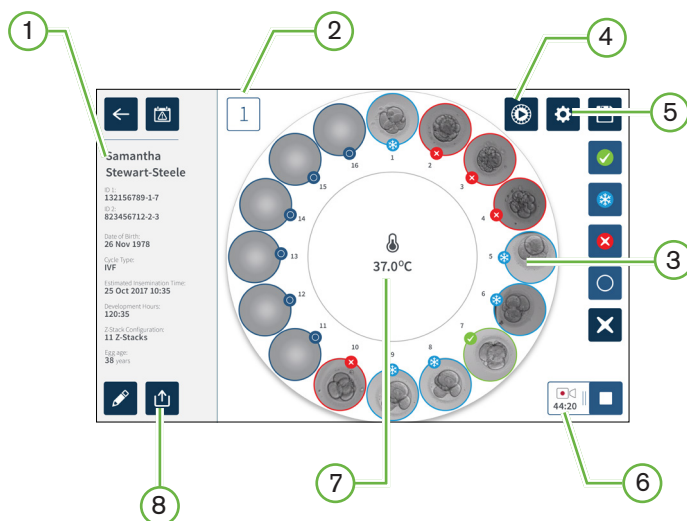 1
2
4
5
3
6
7
8
1
Samantha
Stewart-Steele
ID 1:
132156789-1-7
ID 2:
823456712-2-3
Date of Birth:
26 Nov 1978
Cycle Type:
IVF
Estimated Insemination Time:
25 Oct 2017 10:35
Development Hours:
120:35
Z-Stack Configuration:
11 Z-Stacks
Egg age:
38 years
1
2
3
4
5
6
7
8
9
10
11
12
13
14
15
16
37.0°C
44:20